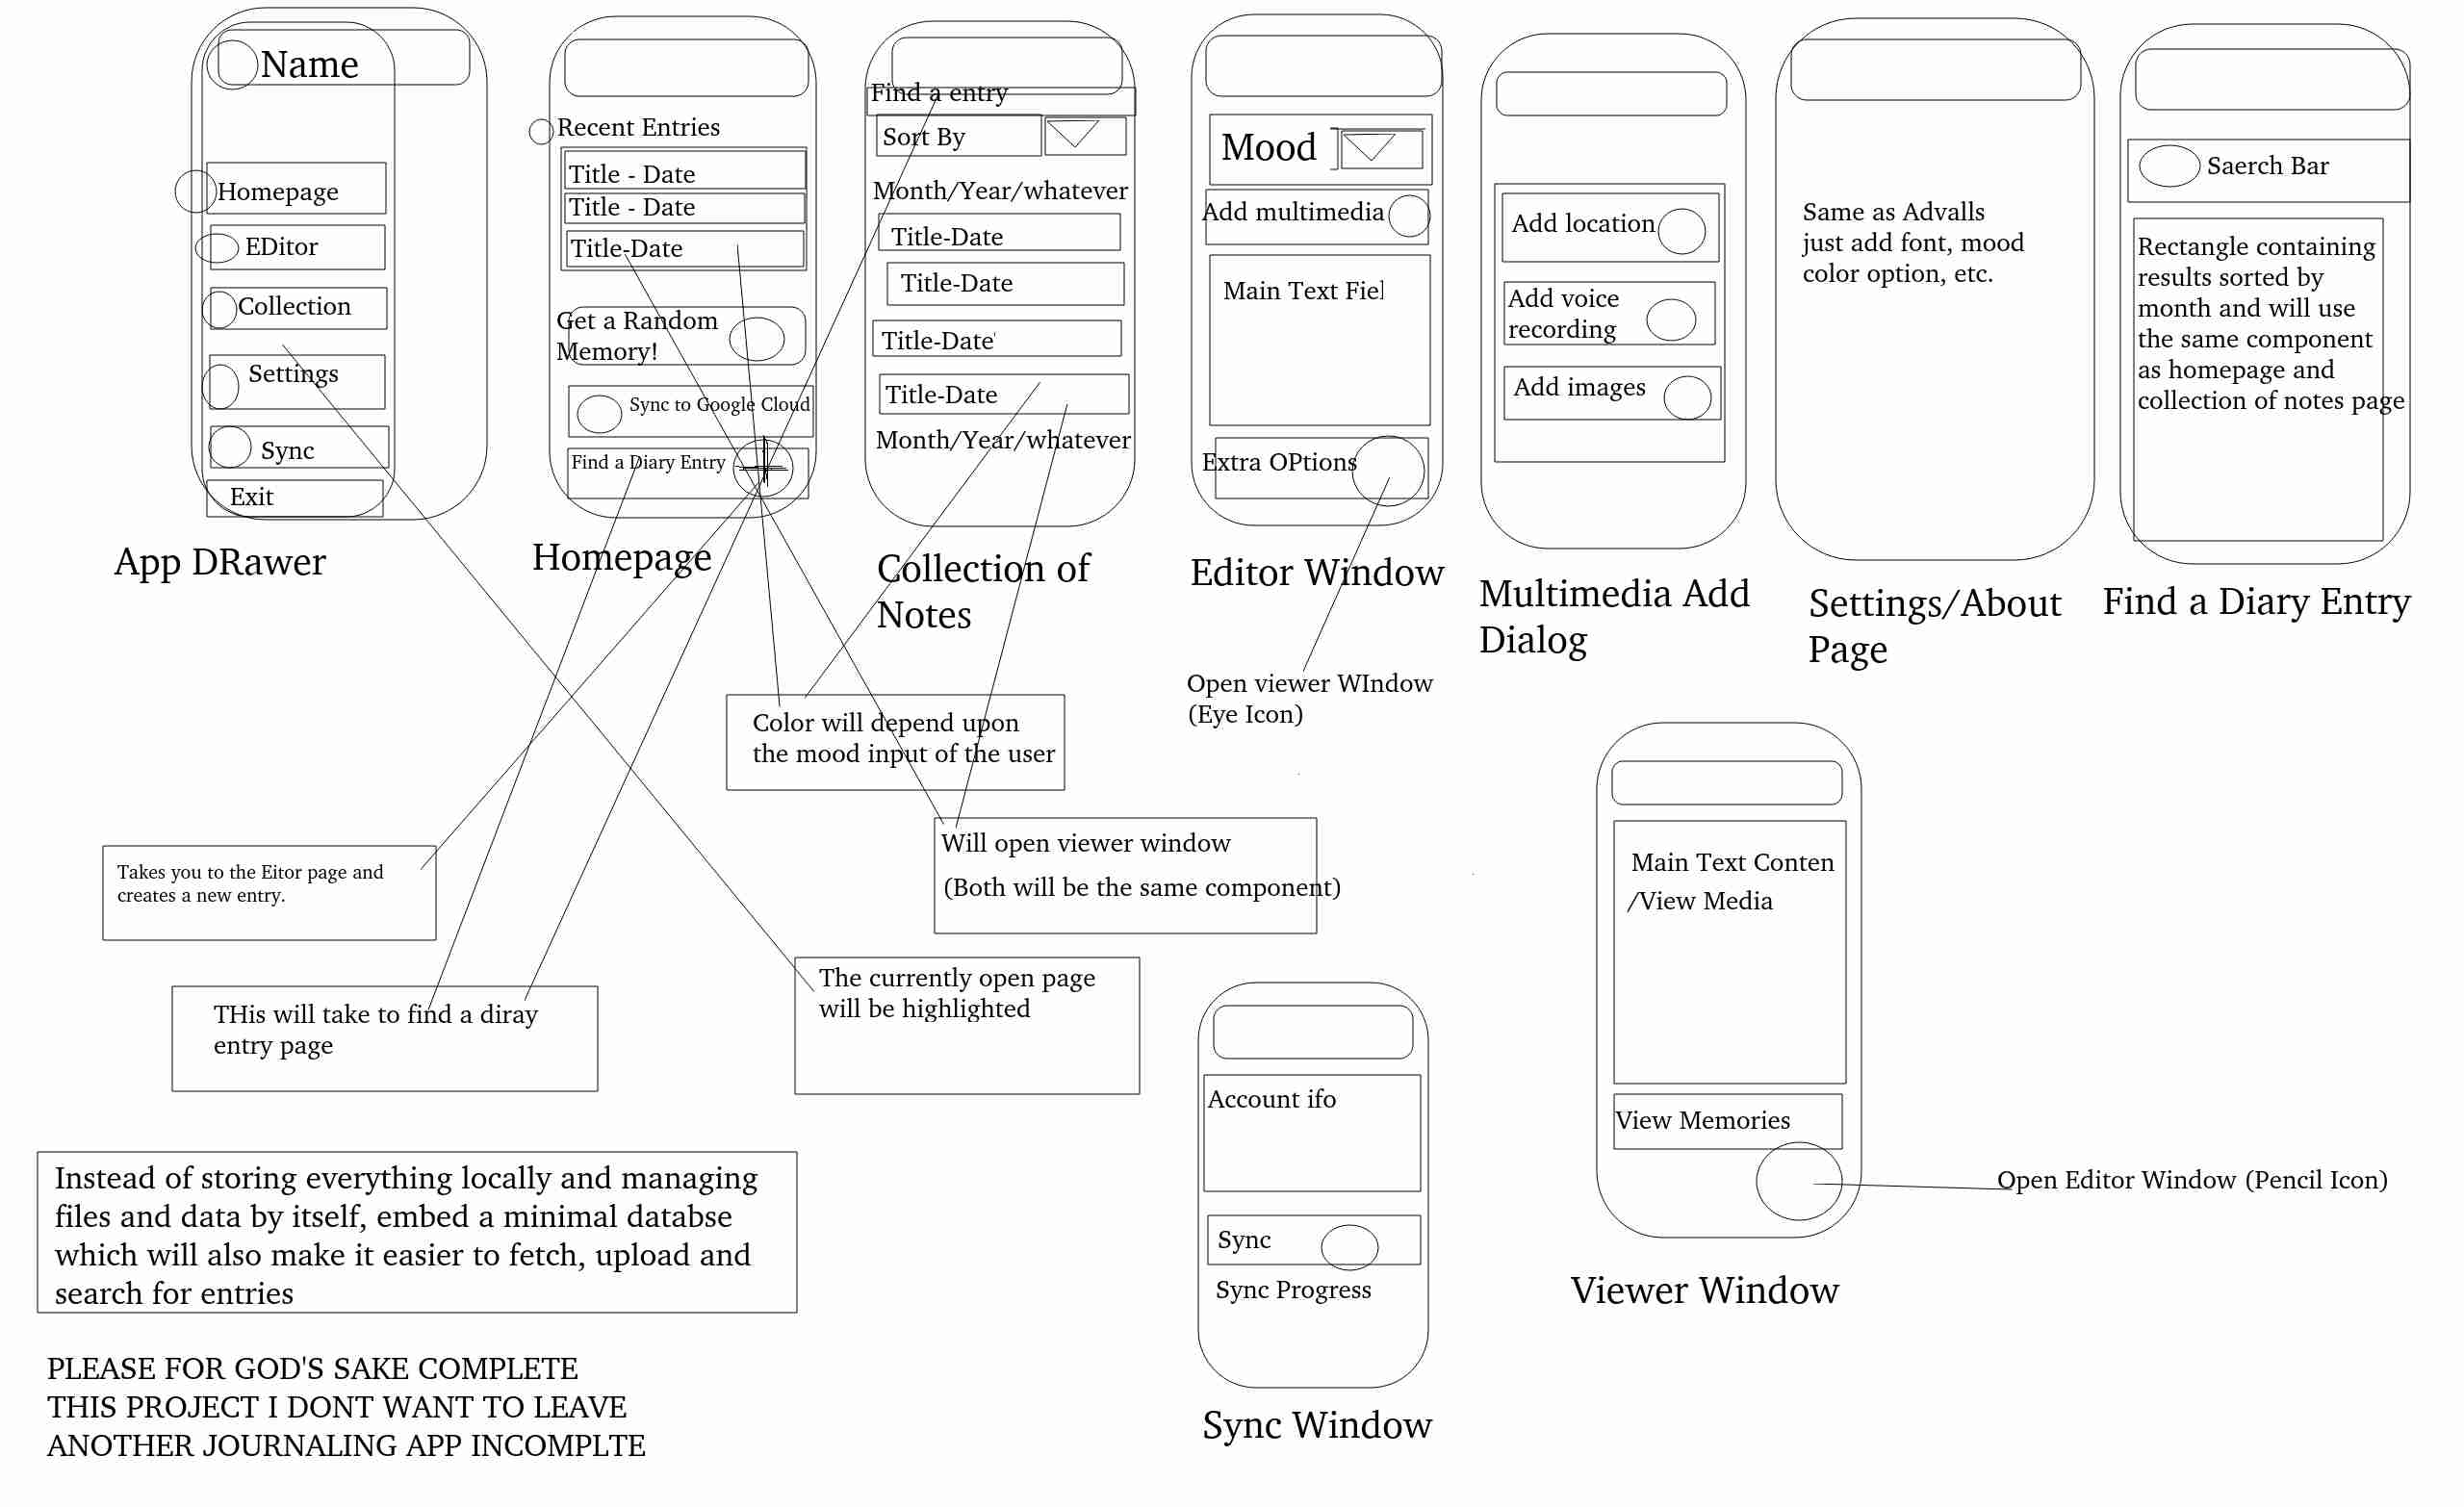 Name
Homepage
EDitor
Collection
Settings
Sync
Exit
App DRawer
Recent Entries
Title - Date
Title - Date
Title-Date
Get a Random
Memory!
Sync to Google Cloud
Find a Diary Entry
Homepage
Find a entry
Sort By
Month/Year/whatever
Title-Date
Title-Date
Title-Date'
Title-Date
Month/Year/whatever
Collection of
Notes
Mood
Add multimedia
Main Text Fiel
Extra OPtions
Editor Window
Open viewer WIndow
(Eye Icon)
Add location
Add voice
recording
Add images
Multimedia Add
Dialog
Same as Advalls
just add font, mood
color option, etc.
Settings/About
Page
Saerch Bar
Rectangle containing
results sorted by
month and will use
the same component
as homepage and
collection of notes page
Find a Diary Entry
Color will depend upon
the mood input of the user
Will open viewer window
(Both will be the same component)
Takes you to the Eitor page and
creates a new entry.
THis will take to find a diray
entry page
The currently open page
will be highlighted
Main Text Conten
/View Media
View Memories
Open Editor Window (Pencil Icon)
Viewer Window
Account ifo
Sync
Sync Progress
Sync Window
Instead of storing everything locally and managing
files and data by itself, embed a minimal databse
which will also make it easier to fetch, upload and
search for entries
PLEASE FOR GOD'S SAKE COMPLETE
THIS PROJECT I DONT WANT TO LEAVE
ANOTHER JOURNALING APP INCOMPLTE